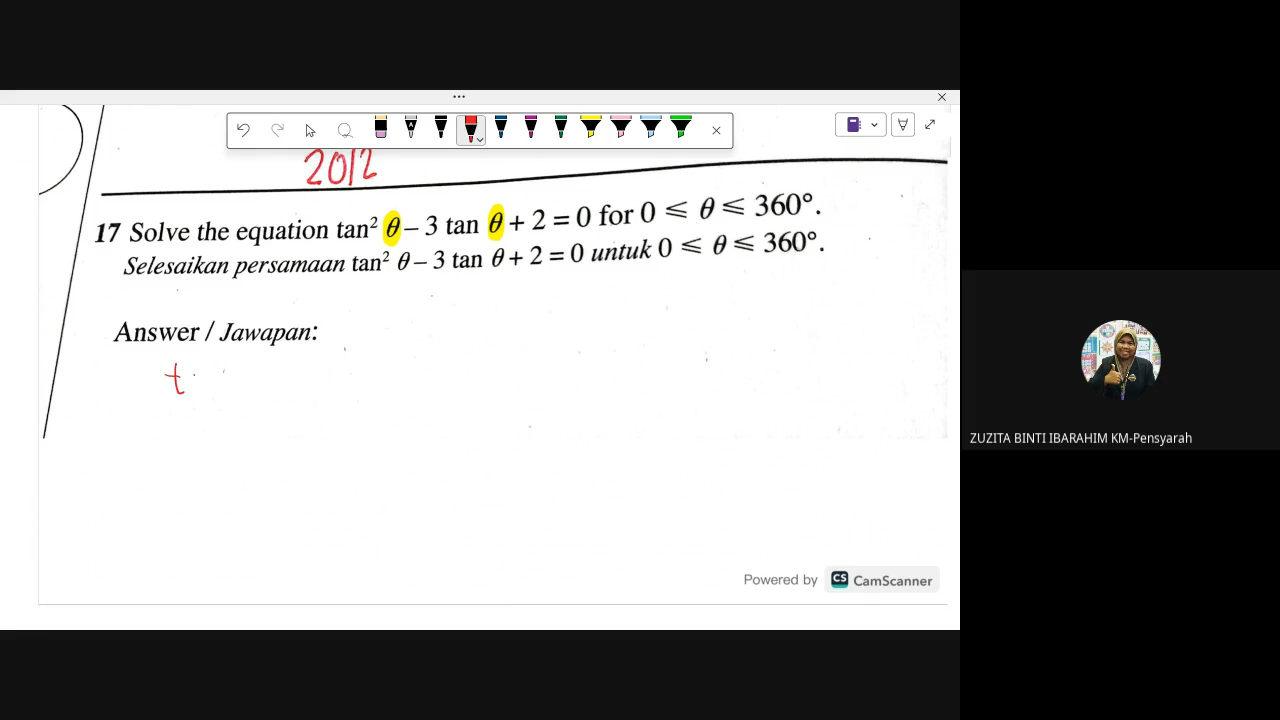 2012
17 Solve the equation tan² θ – 3 tan θ + 2 = 0 for 0 ⩽ θ ⩽ 360°.
Selesaikan persamaan tan² θ – 3 tan θ + 2 = 0 untuk 0 ⩽ θ ⩽ 360°.
Answer / Jawapan:
t
ZUZITA BINTI IBARAHIM KM-Pensyarah
Powered by CS CamScanner